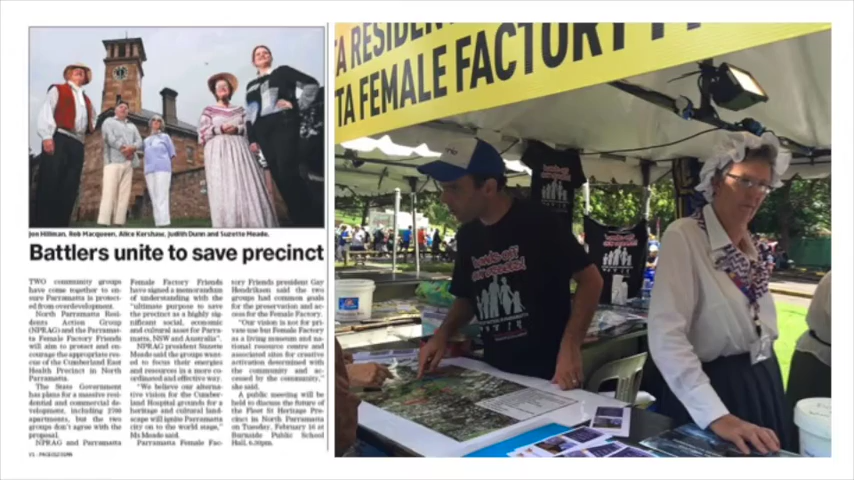 Jon Hillman, Rob Macqueen, Alice Kershaw, Judith Dunn and Suzette Meade.
Battlers unite to save precinct
TWO community groups
have come together to en-
sure Parramatta is protect-
ed from overdevelopment.
North Parramatta Resi-
dents Action Group
(NPRAG) and the Parramat-
ta Female Factory Friends
will aim to protect and en-
courage the appropriate res-
cue of the Cumberland East
Health Precinct in North
Parramatta.
The State Government
has plans for a massive resi-
dential and commercial de-
velopment, including 2700
apartments, but the two
groups don't agree with the
proposal.
NPRAG and Parramatta
Female Factory Friends
have signed a memorandum
of understanding with the
"ultimate purpose to save
the precinct as a highly sig-
nificant social, economic
and cultural asset for Parra-
matta, NSW and Australia".
NPRAG president Suzette
Meade said the groups want-
ed to focus their energies
and resources in a more co-
ordinated and effective way.
"We believe our alterna-
tive vision for the Cumber-
land Hospital grounds for a
heritage and cultural land-
scape will ignite Parramatta
city on to the world stage,"
Ms Meade said.
Parramatta Female Fac-
tory Friends president Gay
Hendriksen said the two
groups had common goals
for the preservation and ac-
cess for the Female Factory.
"Our vision is not for pri-
vate use but Female Factory
as a living museum and na-
tional resource centre and
associated sites for creative
activation determined with
the community and ac-
cessed by the community,"
she said.
A public meeting will be
held to discuss the future of
the Fleet St Heritage Pre-
cinct in North Parramatta
on Tuesday, February 16 at
Burnside Public School
Hall, 6.30pm.
TA RESIDEN
TA FEMALE FACTORY
hands off
our